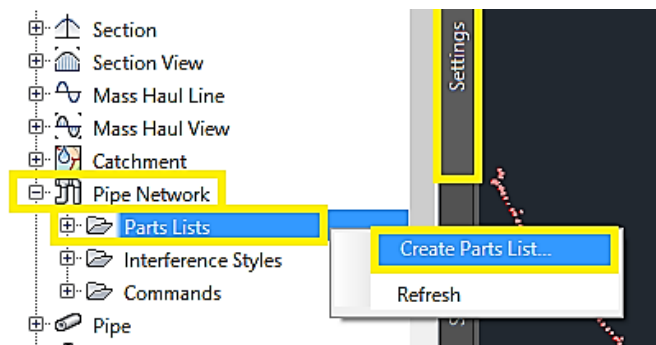 Section
Section View
Mass Haul Line
Mass Haul View
Catchment
Pipe Network
Parts Lists
Interference Styles
Commands
Pipe
Settings
Create Parts List...
Refresh